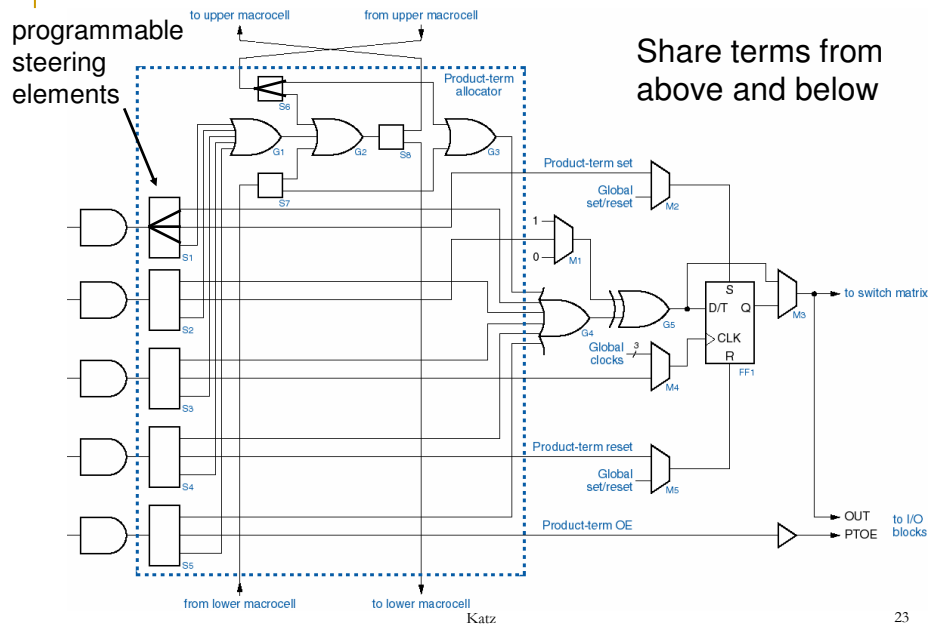 to upper macrocell
from upper macrocell
programmable
steering
elements
Share terms from
above and below
Product-term
allocator
S6
G1
G2
S8
G3
S7
Product-term set
Global
set/reset
M2
S1
1
0
M1
S2
S
D/T Q
CLK
R
FF1
M3
to switch matrix
G4
G5
Global
clocks
3
M4
S3
S4
Product-term reset
Global
set/reset
M5
S5
Product-term OE
OUT
PTOE
to I/O
blocks
from lower macrocell
to lower macrocell
Katz
23